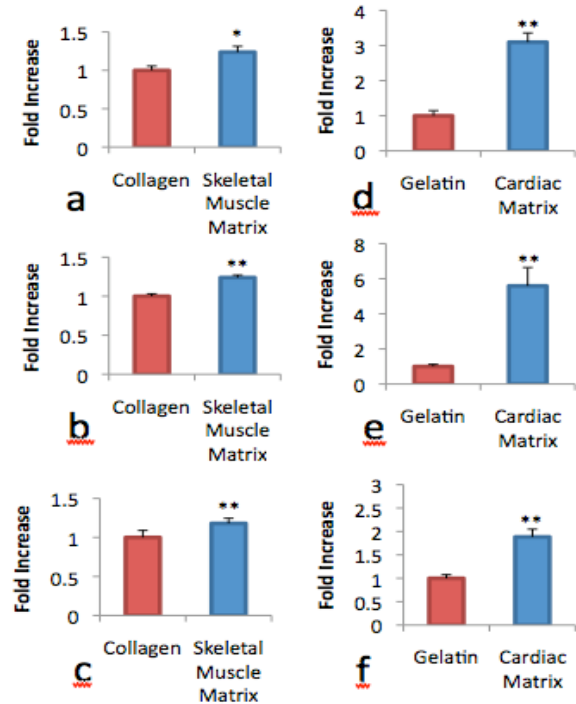 Fold Increase
1.5
1
0.5
0
*
Collagen
Skeletal
Muscle
Matrix
a
Fold Increase
4
3
2
1
0
**
Gelatin
Cardiac
Matrix
d
Fold Increase
1.5
1
0.5
0
**
Collagen
Skeletal
Muscle
Matrix
b
Fold Increase
8
6
4
2
0
**
Gelatin
Cardiac
Matrix
e
Fold Increase
1.5
1
0.5
0
**
Collagen
Skeletal
Muscle
Matrix
c
Fold Increase
3
2.5
2
1.5
1
0.5
0
**
Gelatin
Cardiac
Matrix
f